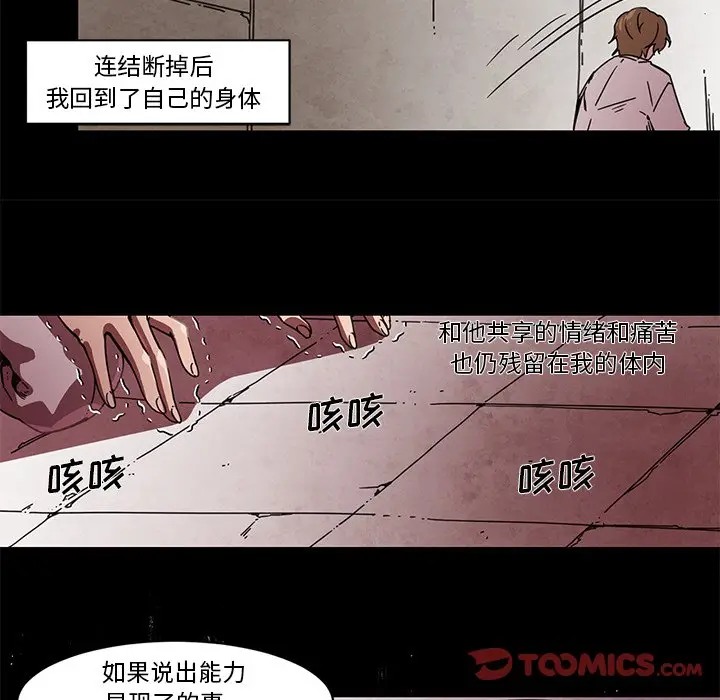 连结断掉后
我回到了自己的身体
和他共享的情绪和痛苦
也仍残留在我的体内
咳咳
咳咳
咳咳
如果说出能力
TOOMICS.COM